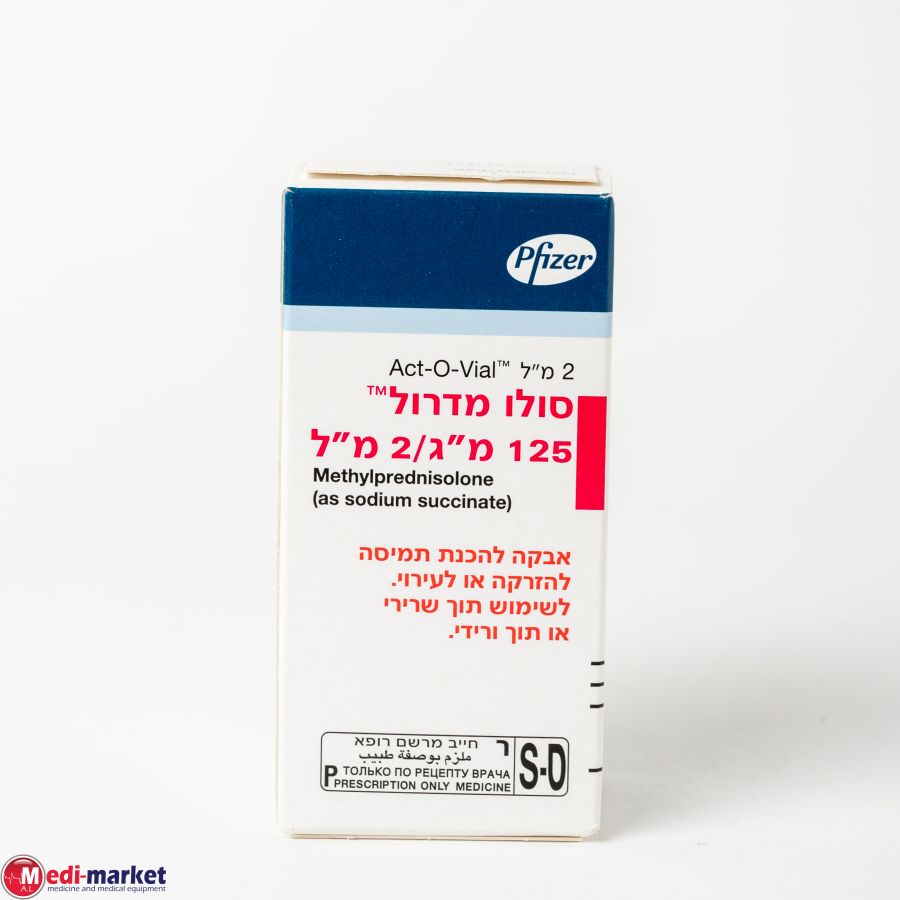 Pfizer
2 מ"ל Act-O-Vial™
סולו מדרול™
125 מ"ג/2 מ"ל
Methylprednisolone
(as sodium succinate)
אבקה להכנת תמיסה
להזרקה או לעירוי.
לשימוש תוך שרירי
או תוך ורידי.
ר חייב מרשם רופא
ملزم بوصفة طبيب
ТОЛЬКО ПО РЕЦЕПТУ ВРАЧА
P PRESCRIPTION ONLY MEDICINE
S-D
Medi-market
A.L
medicine and medical equipment